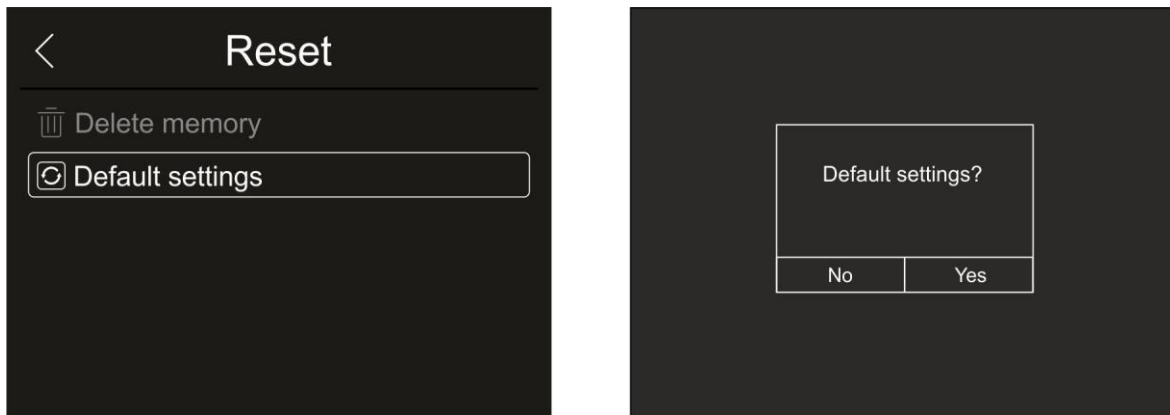 Reset
Delete memory
Default settings
Default settings?
No
Yes